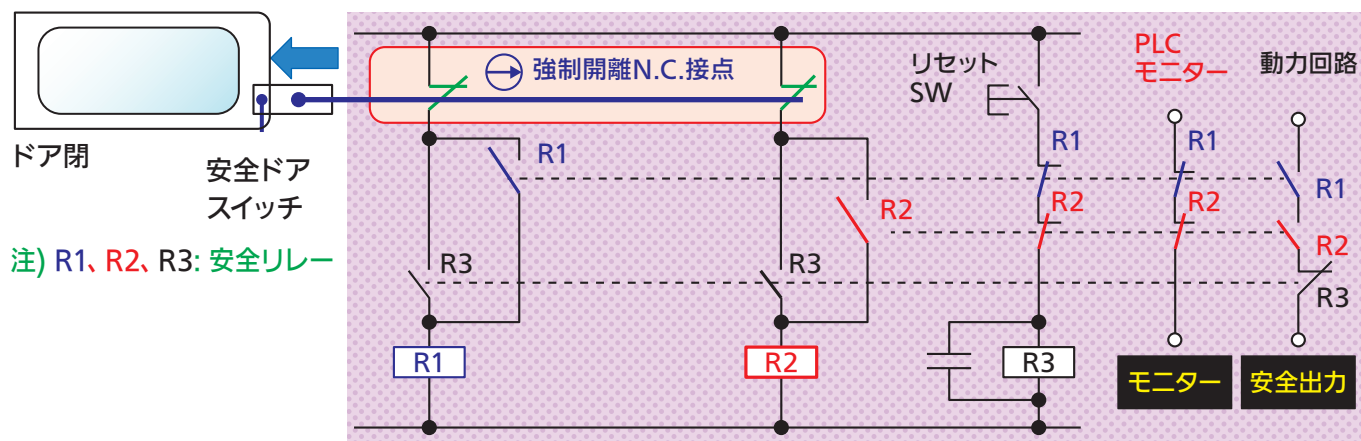 ドア閉
安全ドア
スイッチ
注) R1、R2、R3: 安全リレー
強制開離N.C.接点
R1
R2
R3
R3
R1
R2
リセット
SW
R1
R2
R3
PLC
モニター
R1
R2
モニター
動力回路
R1
R2
R3
安全出力